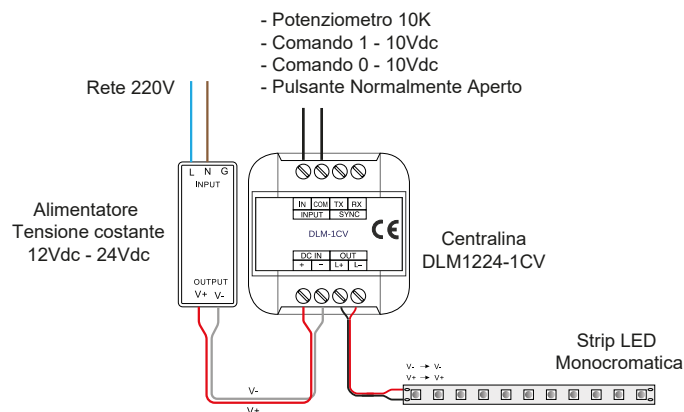 - Potenziometro 10K
- Comando 1 - 10Vdc
- Comando 0 - 10Vdc
- Pulsante Normalmente Aperto
Rete 220V
L N G
INPUT
Alimentatore
Tensione costante
12Vdc - 24Vdc
OUTPUT
V+ V-
IN COM TX RX
INPUT SYNC
DLM-1CV
CE
DC IN OUT
+ - L+ L-
Centralina
DLM1224-1CV
Strip LED
Monocromatica
V- → V-
V+ → V+
V-
V+